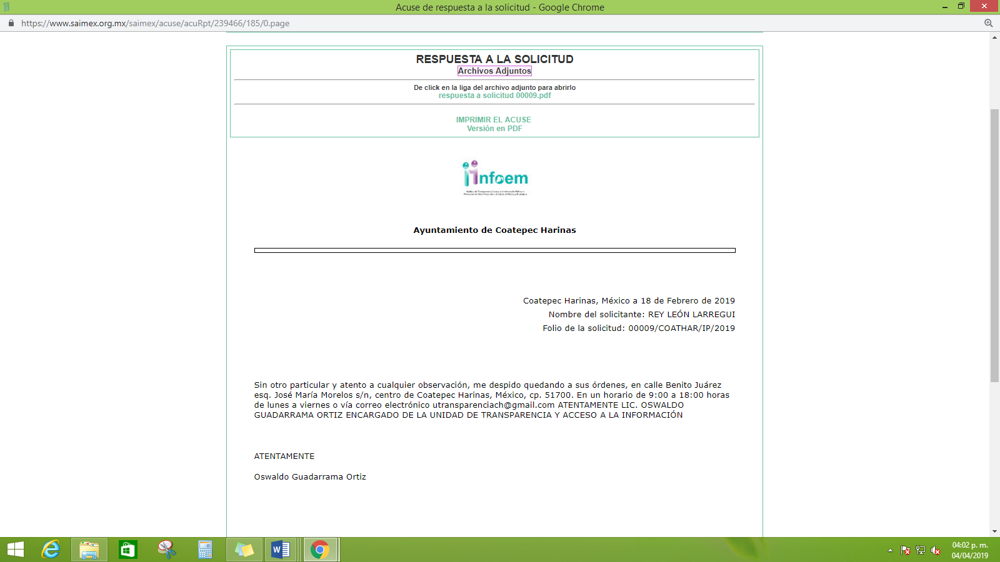 Acuse de respuesta a la solicitud - Google Chrome
https://www.saimex.org.mx/saimex/acuse/acuRpt/239466/185/0.page
RESPUESTA A LA SOLICITUD
Archivos Adjuntos
De click en la liga del archivo adjunto para abrirlo
respuesta a solicitud 00009.pdf
IMPRIMIR EL ACUSE
Versión en PDF
infoem
Ayuntamiento de Coatepec Harinas
Coatepec Harinas, México a 18 de Febrero de 2019
Nombre del solicitante: REY LEÓN LARREGUI
Folio de la solicitud: 00009/COATHAR/IP/2019
Sin otro particular y atento a cualquier observación, me despido quedando a sus órdenes, en calle Benito Juárez
esq. José María Morelos s/n, centro de Coatepec Harinas, México, cp. 51700. En un horario de 9:00 a 18:00 horas
de lunes a viernes o vía correo electrónico utransparenciach@gmail.com ATENTAMENTE LIC. OSWALDO
GUADARRAMA ORTIZ ENCARGADO DE LA UNIDAD DE TRANSPARENCIA Y ACCESO A LA INFORMACIÓN
ATENTAMENTE
Oswaldo Guadarrama Ortiz
04:02 p. m.
04/04/2019